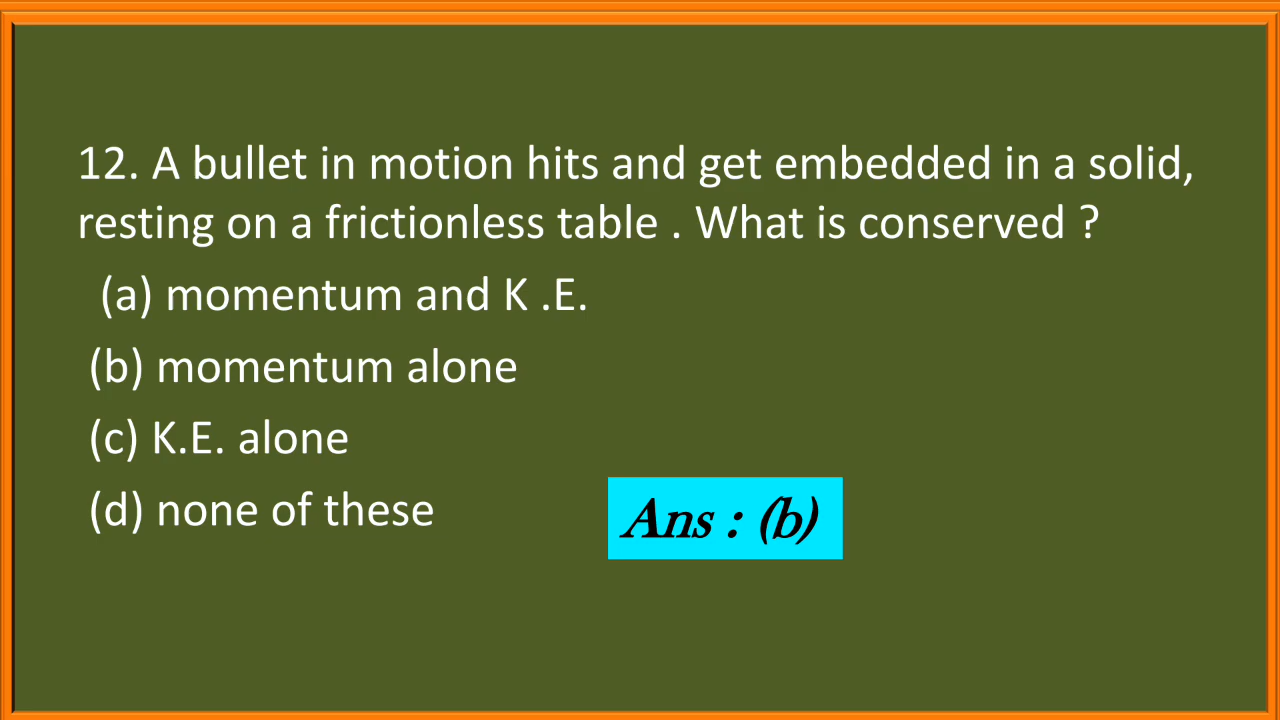 12. A bullet in motion hits and get embedded in a solid,
resting on a frictionless table . What is conserved ?
(a) momentum and K .E.
(b) momentum alone
(c) K.E. alone
(d) none of these
Ans : (b)